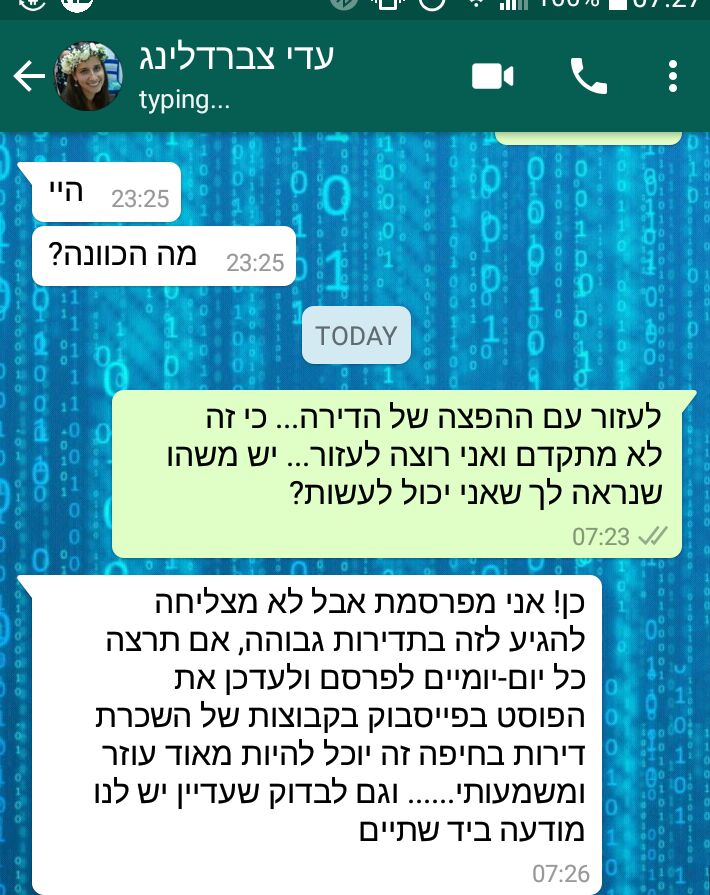 100% 07:27
עדי צברדלינג
typing...
היי 23:25
מה הכוונה? 23:25
TODAY
לעזור עם ההפצה של הדירה... כי זה
לא מתקדם ואני רוצה לעזור... יש משהו
שנראה לך שאני יכול לעשות?
07:23
כן! אני מפרסמת אבל לא מצליחה
להגיע לזה בתדירות גבוהה, אם תרצה
כל יום-יומיים לפרסם ולעדכן את
הפוסט בפייסבוק בקבוצות של השכרת
דירות בחיפה זה יוכל להיות מאוד עוזר
ומשמעותי...... וגם לבדוק שעדיין יש לנו
מודעה ביד שתיים
07:26